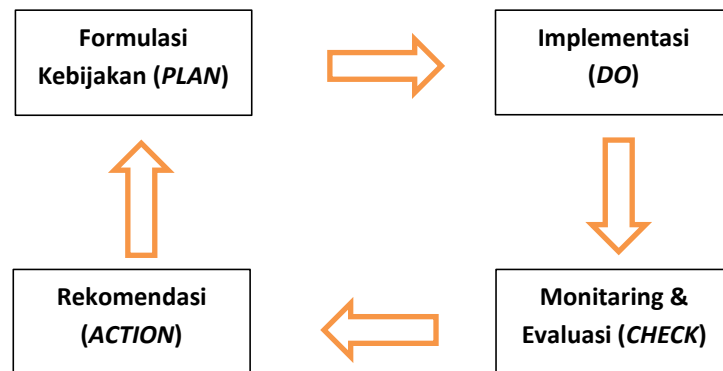 Formulasi
Kebijakan (PLAN)
Implementasi
(DO)
Rekomendasi
(ACTION)
Monitaring &
Evaluasi (CHECK)